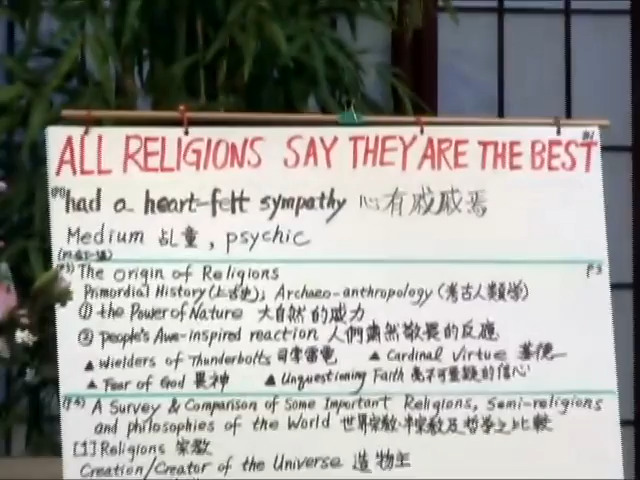 ALL RELIGIONS SAY THEY ARE THE BEST
had a heart-felt sympathy 心有戚戚焉
Medium 乩童, psychic
The origin of Religions P3
Primordial History (上古史); Archaeo-anthropology (考古人類學)
① the Power of Nature 大自然的威力
② people's Awe-inspired reaction 人們肅然敬畏的反應
▲ Wielders of Thunderbolts 司掌雷電 ▲ Cardinal Virtue 基德
▲ Fear of God 畏神 ▲ Unquestioning Faith 毫不可置疑的信心
(P4) A Survey & Comparison of Some Important Religions, Semi-religions
and philosophies of the World 世界宗教,半宗教及哲學之比較
[1] Religions 宗教
Creation/Creator of the Universe 造物主